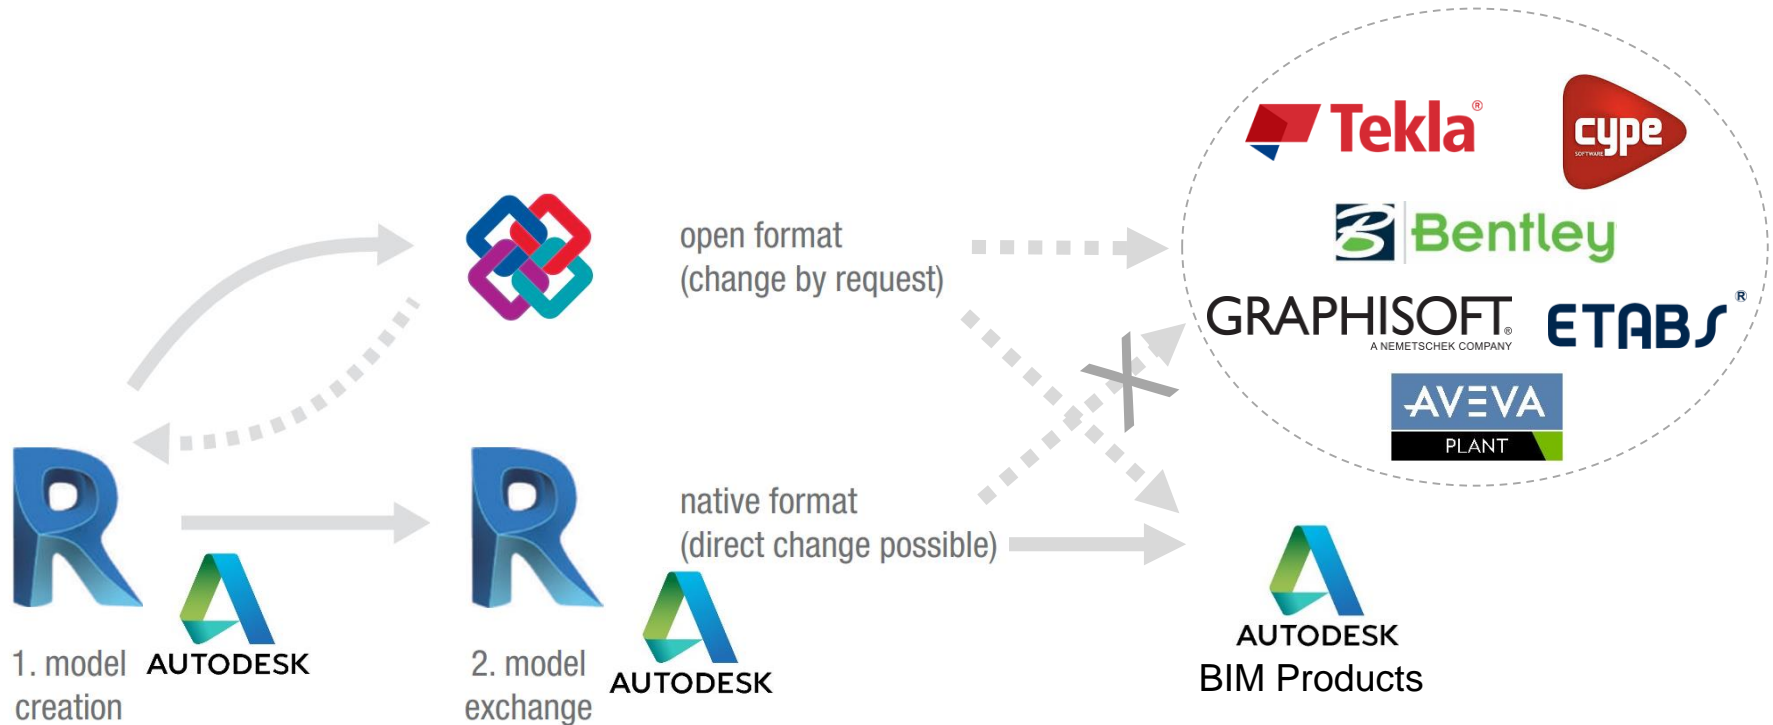 Tekla®
cype
SOFTWARE
B Bentley
open format
(change by request)
GRAPHISOFT®
A NEMETSCHEK COMPANY
ETABS®
AVEVA
PLANT
native format
(direct change possible)
1. model
creation
AUTODESK
2. model
exchange
AUTODESK
AUTODESK
BIM Products